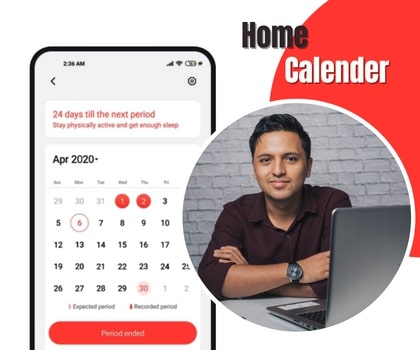 Home
Calender
2:36 AM
24 days till the next period
Stay physically active and get enough sleep
Apr 2020
Sun Mon Tue Wed Thu Fri
29 30 31 1 2 3
5 6 7 8 9 10
12 13 14 15 16 17
19 20 21 22 23 24
26 27 28 29 30 1
Expected period Recorded period
Period ended